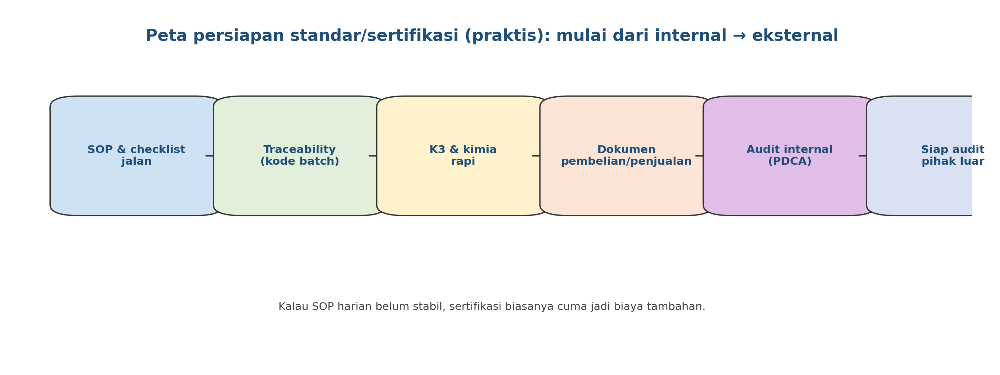 Peta persiapan standar/sertifikasi (praktis): mulai dari internal → eksternal
SOP & checklist
jalan
Traceability
(kode batch)
K3 & kimia
rapi
Dokumen
pembelian/penjualan
Audit internal
(PDCA)
Siap audit
pihak luar
Kalau SOP harian belum stabil, sertifikasi biasanya cuma jadi biaya tambahan.